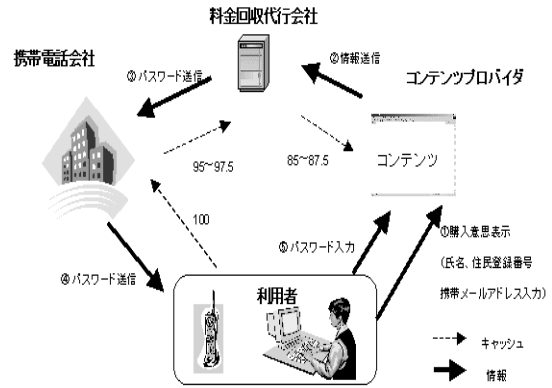 料金回収代行会社
携帯電話会社
③パスワード送信
②情報送信
コンテンツプロバイダ
コンテンツ
95~97.5
85~87.5
100
①購入意思表示
(氏名、住民登録番号
携帯メールアドレス入力)
⑤パスワード入力
④パスワード送信
利用者
キャッシュ
情報